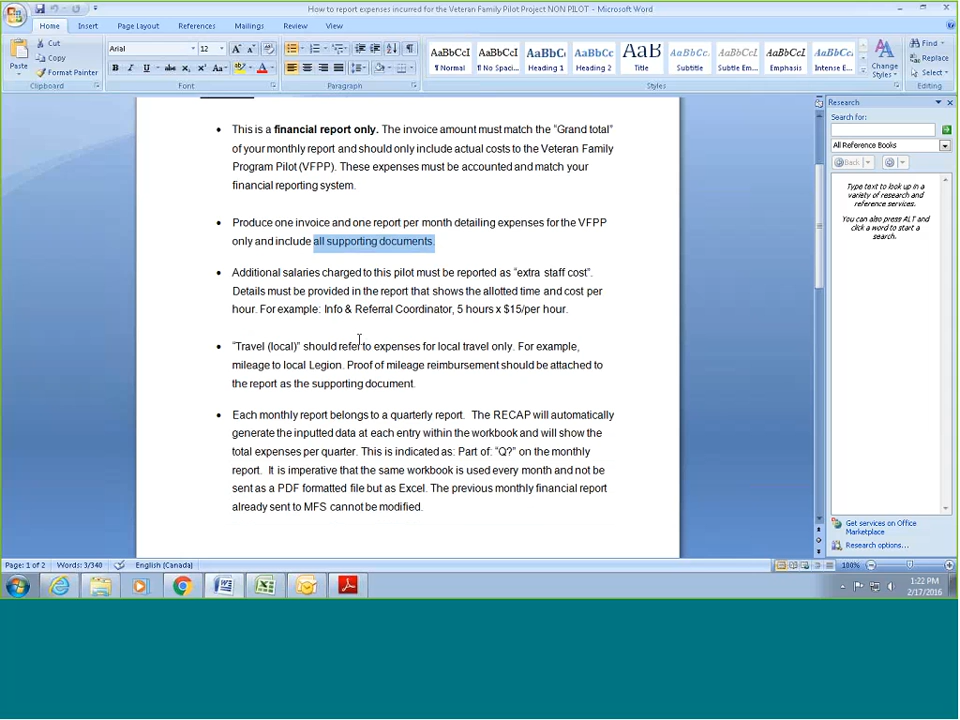 How to report expenses incurred for the Veteran Family Pilot Project NON PILOT - Microsoft Word
Home Insert Page Layout References Mailings Review View
Paste
Cut
Copy
Format Painter
Clipboard
Arial 12
Font
Paragraph
AaBbCcI AaBbCcI AaBbC AaBbCc AaB AaBbCc AaBbCc AaBbCcI AaBbCcI
¶ Normal ¶ No Spaci... Heading 1 Heading 2 Title Subtitle Subtle Em... Emphasis Intense E...
Styles
Change Styles
Find
Replace
Select
Editing
• This is a financial report only. The invoice amount must match the "Grand total"
of your monthly report and should only include actual costs to the Veteran Family
Program Pilot (VFPP). These expenses must be accounted and match your
financial reporting system.
• Produce one invoice and one report per month detailing expenses for the VFPP
only and include all supporting documents.
• Additional salaries charged to this pilot must be reported as "extra staff cost".
Details must be provided in the report that shows the allotted time and cost per
hour. For example: Info & Referral Coordinator, 5 hours x $15/per hour.
• "Travel (local)" should refer to expenses for local travel only. For example,
mileage to local Legion. Proof of mileage reimbursement should be attached to
the report as the supporting document.
• Each monthly report belongs to a quarterly report. The RECAP will automatically
generate the inputted data at each entry within the workbook and will show the
total expenses per quarter. This is indicated as: Part of: "Q?" on the monthly
report. It is imperative that the same workbook is used every month and not be
sent as a PDF formatted file but as Excel. The previous monthly financial report
already sent to MFS cannot be modified.
Research
Search for:
All Reference Books
Back
Type text to look up in a
variety of research and
reference services.
You can also press ALT and
click a word to start a
search.
Get services on Office
Marketplace
Research options...
Page: 1 of 2 Words: 3/340 English (Canada) 100%
1:22 PM
2/17/2016